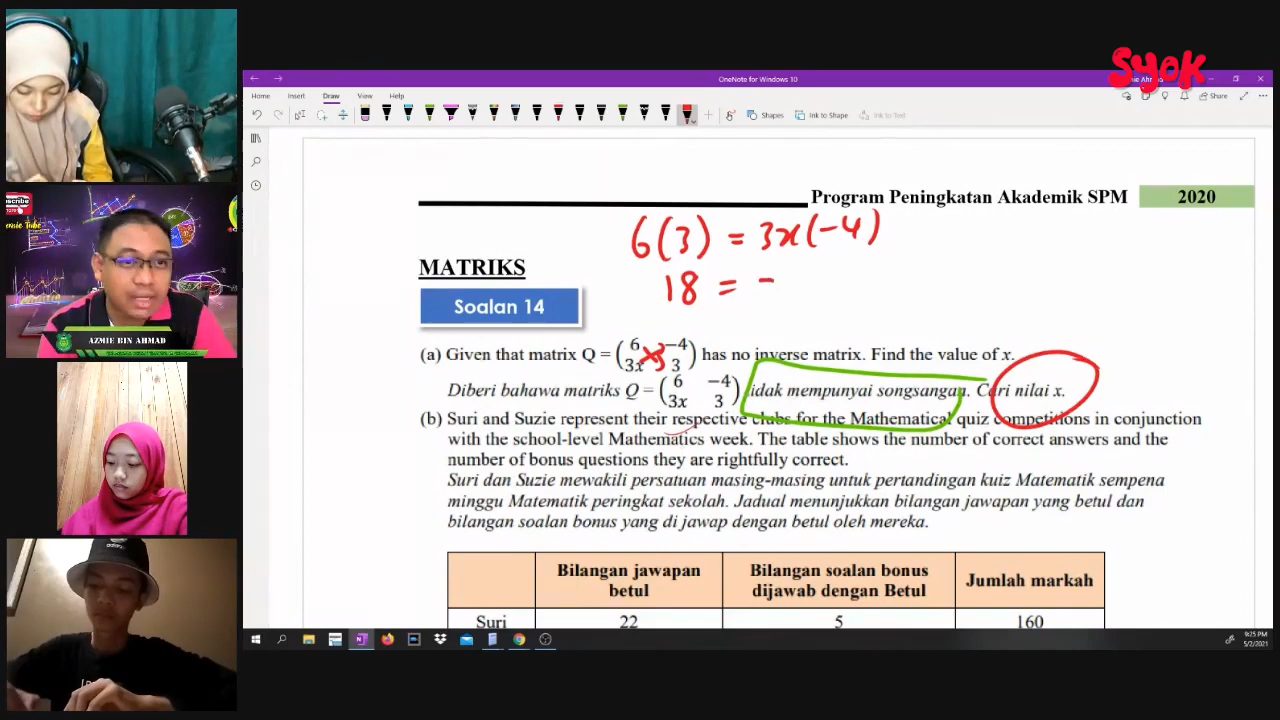 Syok
OneNote for Windows 10
Home Insert Draw View Help
Share
Shapes Ink to Shape Ink to Text
Program Peningkatan Akademik SPM 2020
6(3) = 3x(-4)
18 = -
MATRIKS
Soalan 14
(a) Given that matrix Q = (6 -4
3x 3) has no inverse matrix. Find the value of x.
Diberi bahawa matriks Q = (6 -4
3x 3) tidak mempunyai songsangan. Cari nilai x.
(b) Suri and Suzie represent their respective clubs for the Mathematical quiz competitions in conjunction
with the school-level Mathematics week. The table shows the number of correct answers and the
number of bonus questions they are rightfully correct.
Suri dan Suzie mewakili persatuan masing-masing untuk pertandingan kuiz Matematik sempena
minggu Matematik peringkat sekolah. Jadual menunjukkan bilangan jawapan yang betul dan
bilangan soalan bonus yang di jawap dengan betul oleh mereka.
Bilangan jawapan
betul
Bilangan soalan bonus
dijawab dengan Betul
Jumlah markah
Suri 22 5 160
AZMIE BIN AHMAD
9:25 PM
5/2/2021